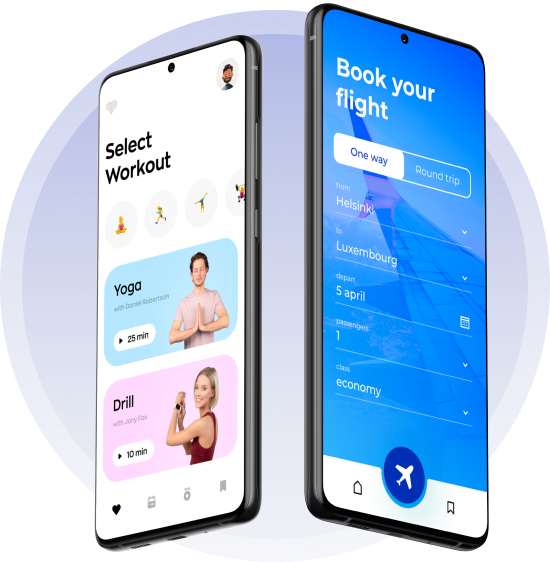 Select
Workout
Yoga
with Daniel Robertson
25 min
Drill
with Jany Fox
10 min
Book your
flight
One way
Round trip
from
Helsinki
to
Luxembourg
depart
5 april
passengers
1
class
economy